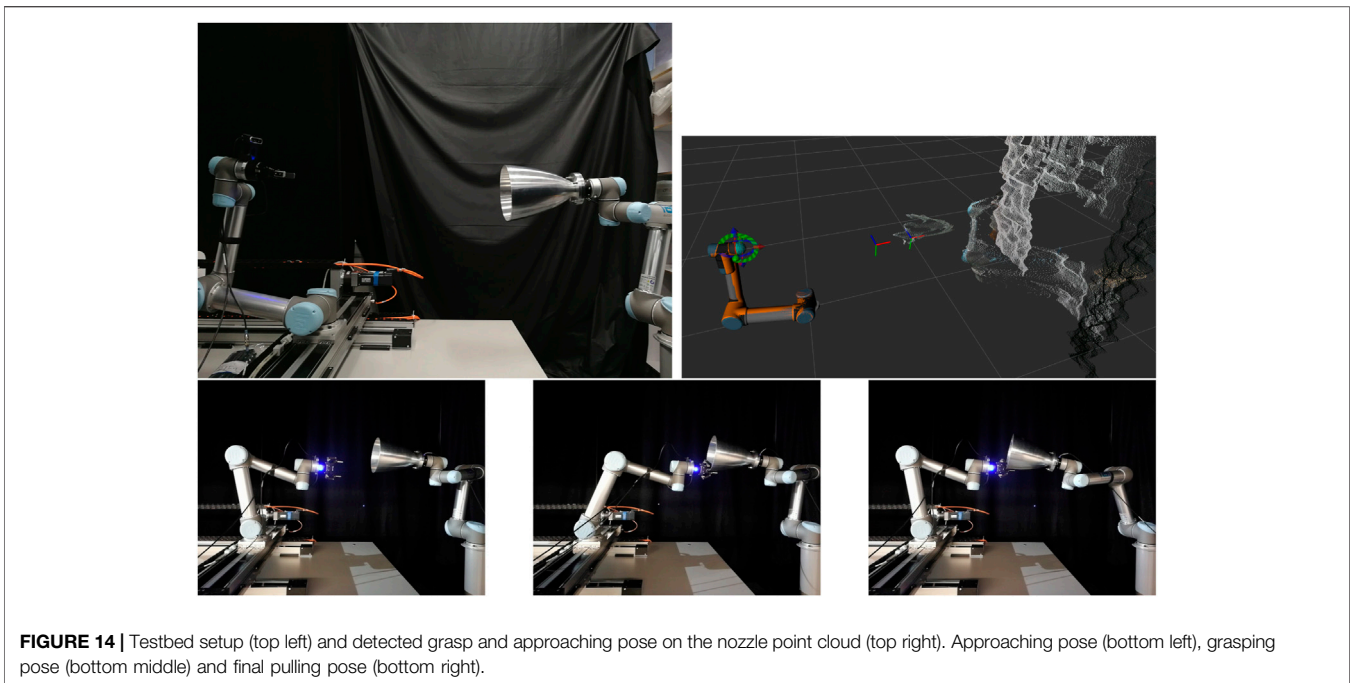 FIGURE 14 | Testbed setup (top left) and detected grasp and approaching pose on the nozzle point cloud (top right). Approaching pose (bottom left), grasping
pose (bottom middle) and final pulling pose (bottom right).